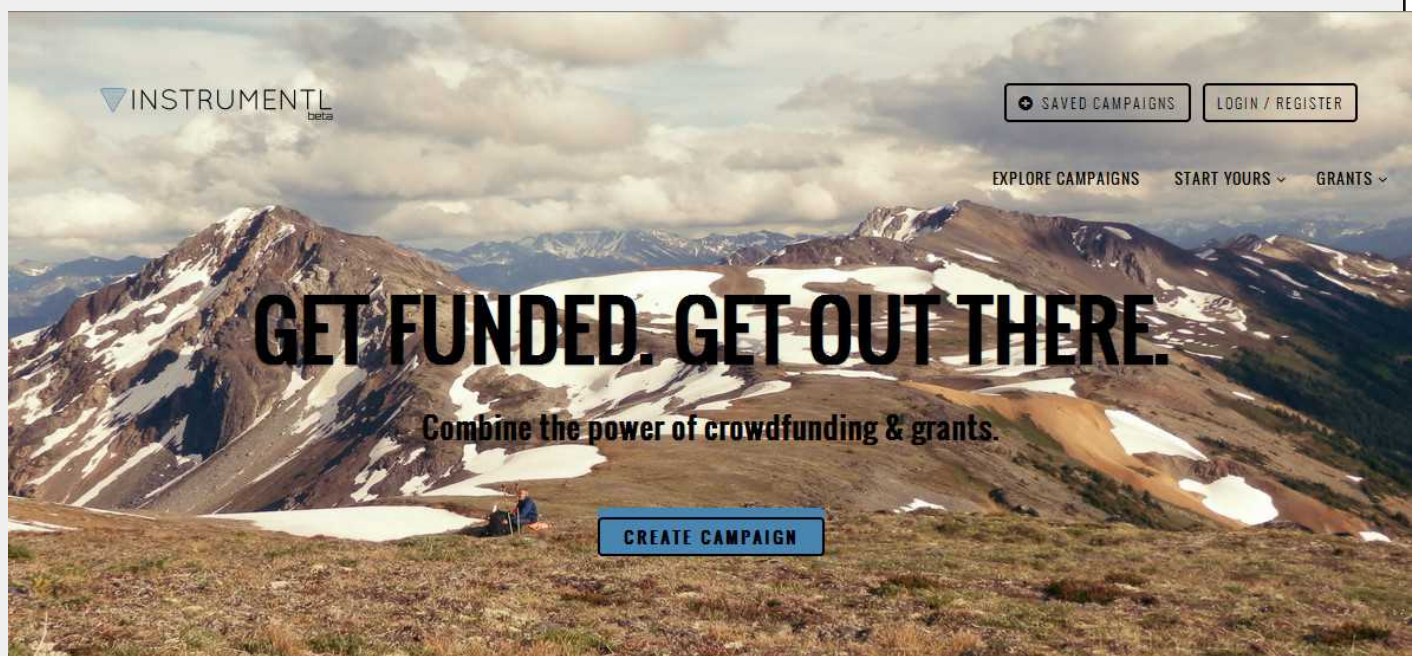 INSTRUMENTL
beta
SAVED CAMPAIGNS
LOGIN / REGISTER
EXPLORE CAMPAIGNS
START YOURS
GRANTS
GET FUNDED. GET OUT THERE.
Combine the power of crowdfunding & grants.
CREATE CAMPAIGN